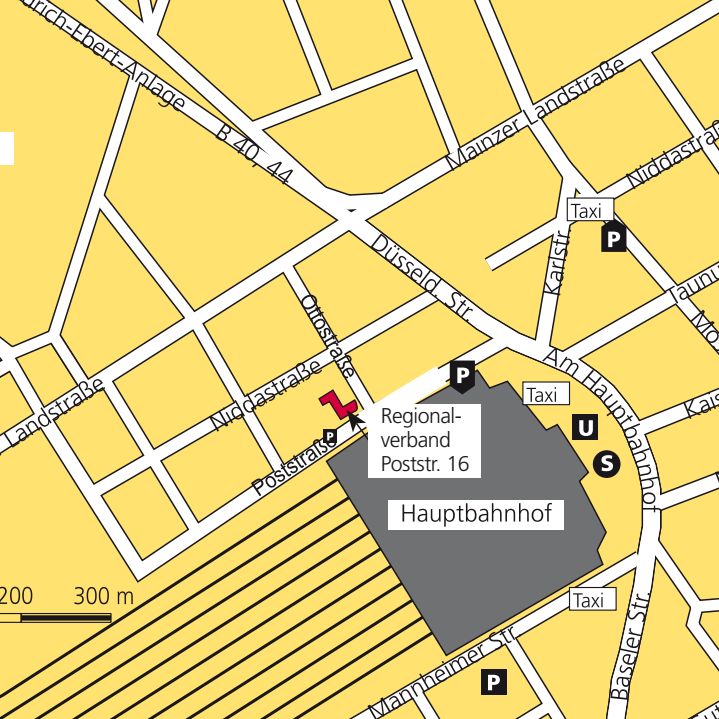 B 40 44
Mainzer Landstraße
Taxi
P
Karlstr.
Düsseld. Str.
Ottostraße
Am Hauptbahnhof
Landstraße
Niddastraße
P
Taxi
Regional-
verband
Poststr. 16
U
S
P
Poststraße
Hauptbahnhof
200 300 m
Taxi
Baseler Str.
Mannheimer Str.
P